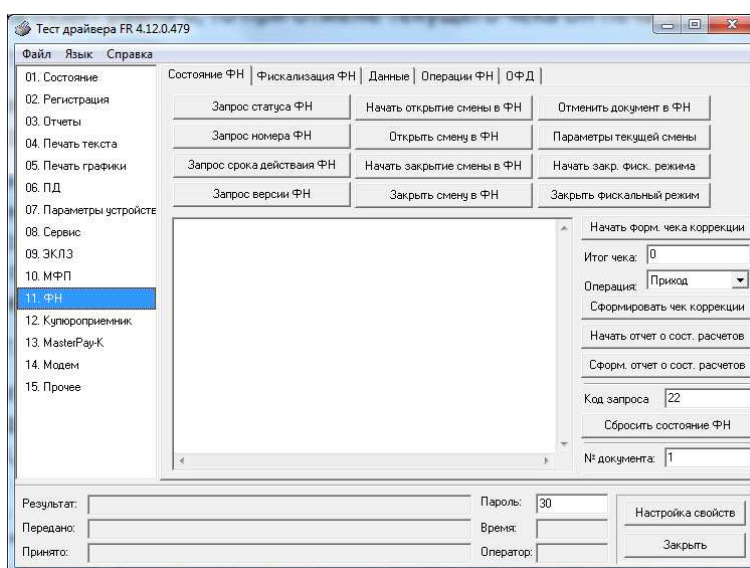 Тест драйвера FR 4.12.0.479
Файл Язык Справка
01. Состояние
02. Регистрация
03. Отчеты
04. Печать текста
05. Печать графики
06. ПД
07. Параметры устройств
08. Сервис
09. ЭКЛЗ
10. МФП
11. ФН
12. Купюроприемник
13. MasterPay-K
14. Модем
15. Прочее
Состояние ФН Фискализация ФН Данные Операции ФН ОФД
Запрос статуса ФН Начать открытие смены в ФН Отменить документ в ФН
Запрос номера ФН Открыть смену в ФН Параметры текущей смены
Запрос срока действаия ФН Начать закрытие смены в ФН Начать закр. фиск. режима
Запрос версии ФН Закрыть смену в ФН Закрыть фискальный режим
Начать форм. чека коррекции
Итог чека: 0
Операция: Приход
Сформировать чек коррекции
Начать отчет о сост. расчетов
Сформ. отчет о сост. расчетов
Код запроса 22
Сбросить состояние ФН
№ документа: 1
Результат: Пароль: 30 Настройка свойств
Передано: Время:
Принято: Оператор: Закрыть